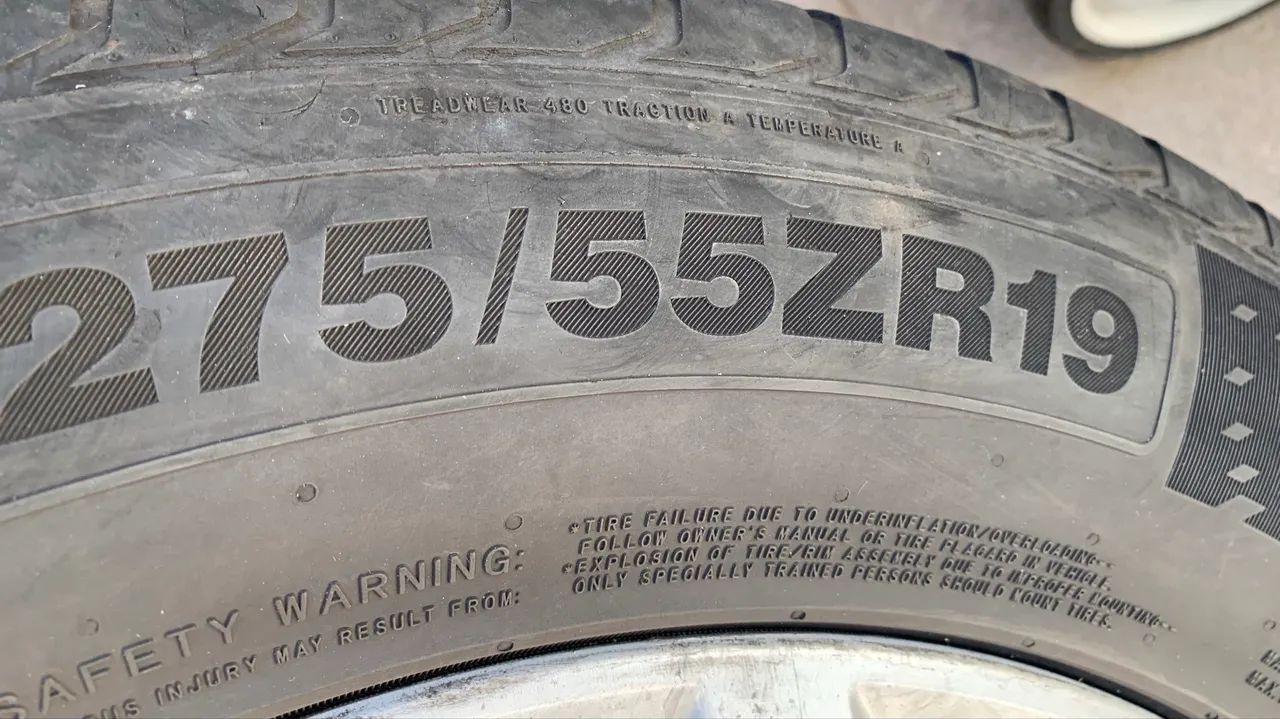 TREADWEAR 480 TRACTION A TEMPERATURE A
275/55ZR19
SAFETY WARNING:
INJURY MAY RESULT FROM:
•TIRE FAILURE DUE TO UNDERINFLATION/OVERLOADING--
FOLLOW OWNER'S MANUAL OR TIRE PLACARD IN VEHICLE.
•EXPLOSION OF TIRE/RIM ASSEMBLY DUE TO IMPROPER MOUNTING--
ONLY SPECIALLY TRAINED PERSONS SHOULD MOUNT TIRES.
MAX.